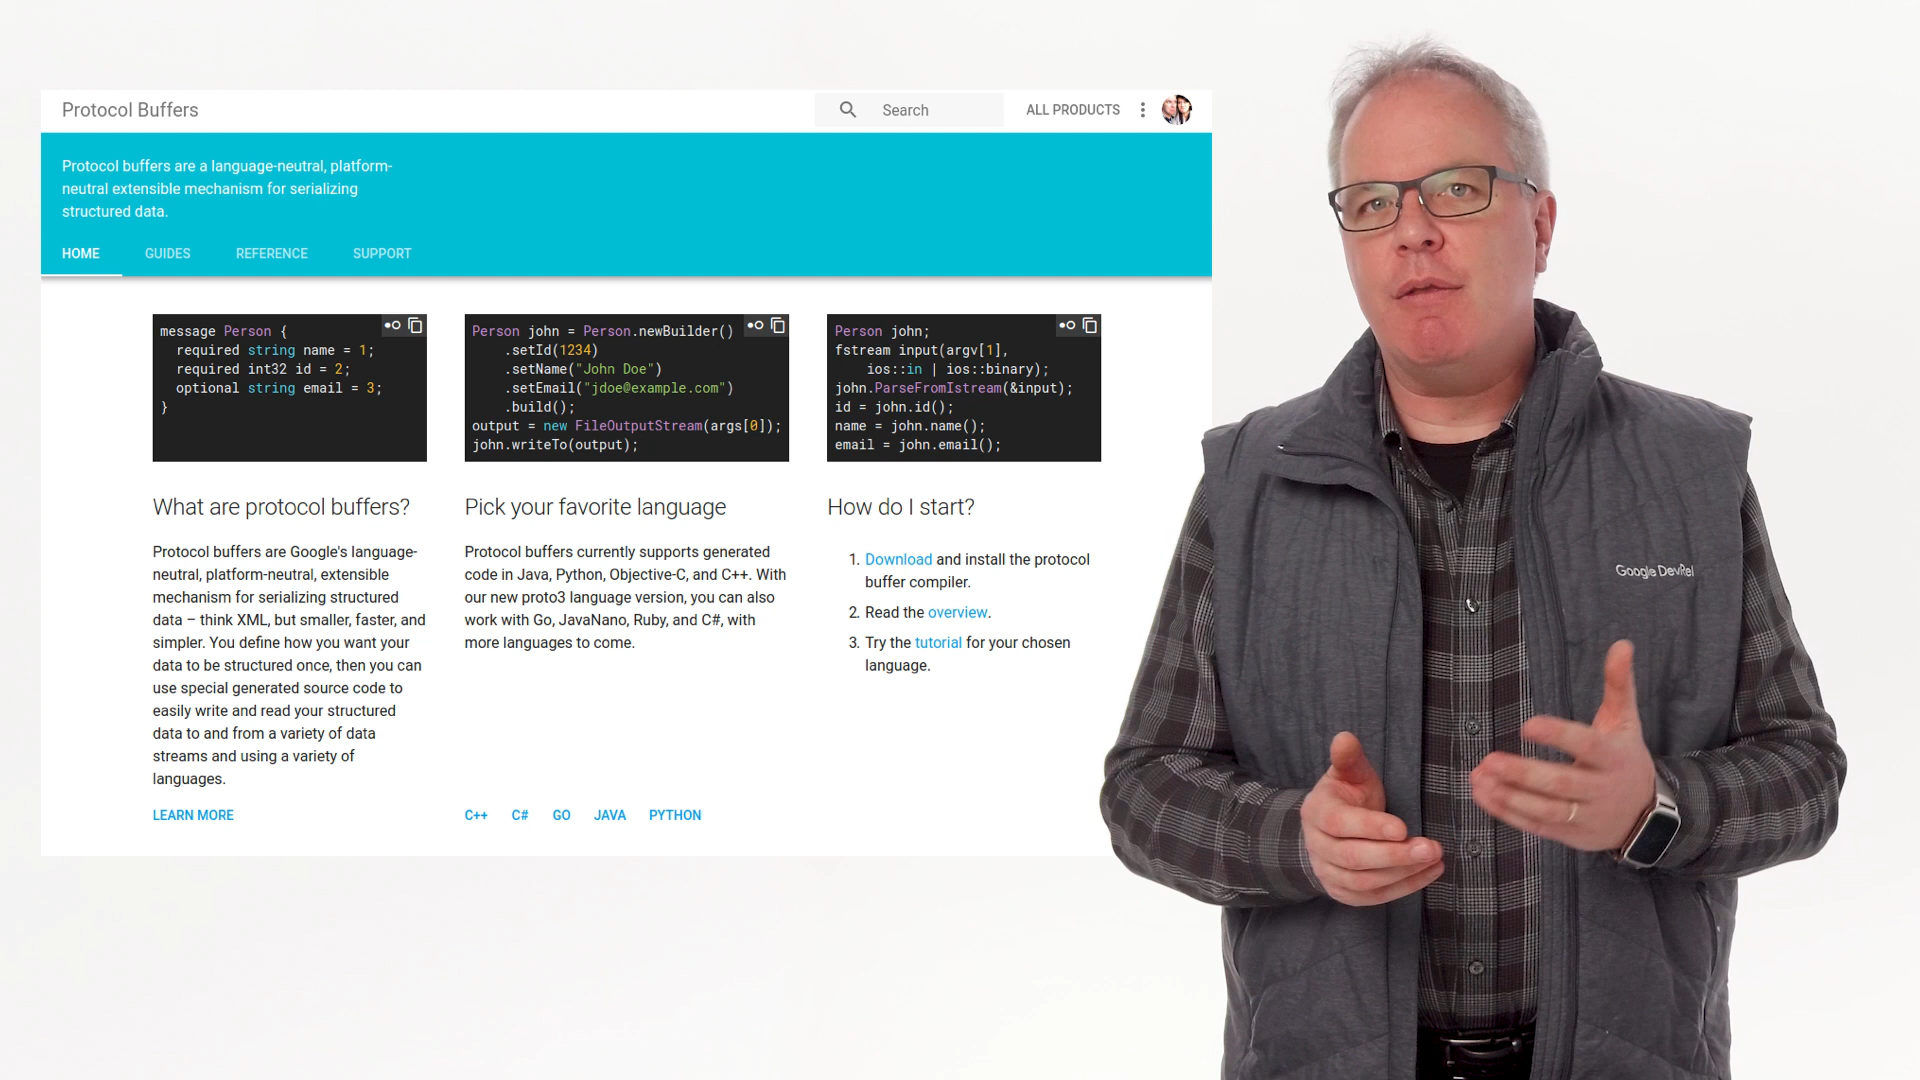 Protocol Buffers
Search
ALL PRODUCTS
Protocol buffers are a language-neutral, platform-
neutral extensible mechanism for serializing
structured data.
HOME GUIDES REFERENCE SUPPORT
message Person {
  required string name = 1;
  required int32 id = 2;
  optional string email = 3;
}
Person john = Person.newBuilder()
    .setId(1234)
    .setName("John Doe")
    .setEmail("jdoe@example.com")
    .build();
output = new FileOutputStream(args[0]);
john.writeTo(output);
Person john;
fstream input(argv[1],
    ios::in | ios::binary);
john.ParseFromIstream(&input);
id = john.id();
name = john.name();
email = john.email();
What are protocol buffers?
Protocol buffers are Google's language-
neutral, platform-neutral, extensible
mechanism for serializing structured
data – think XML, but smaller, faster, and
simpler. You define how you want your
data to be structured once, then you can
use special generated source code to
easily write and read your structured
data to and from a variety of data
streams and using a variety of
languages.
LEARN MORE
Pick your favorite language
Protocol buffers currently supports generated
code in Java, Python, Objective-C, and C++. With
our new proto3 language version, you can also
work with Go, JavaNano, Ruby, and C#, with
more languages to come.
C++ C# GO JAVA PYTHON
How do I start?
1. Download and install the protocol
buffer compiler.
2. Read the overview.
3. Try the tutorial for your chosen
language.
Google DevRel